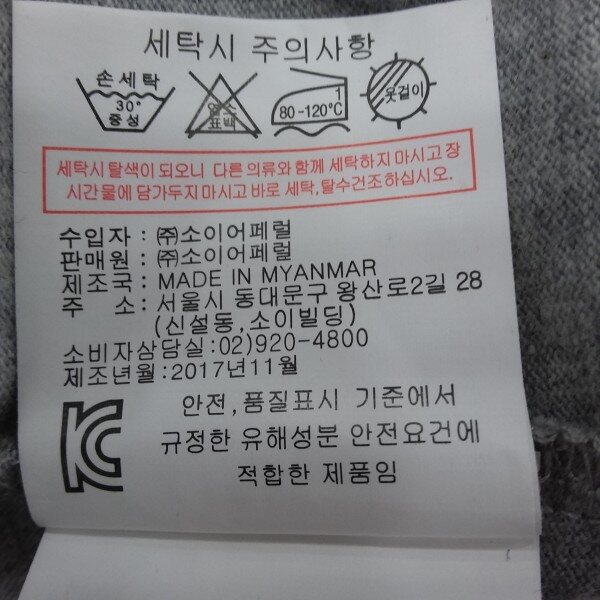 세탁시 주의사항
손세탁
30°
중성
염소
표백
1
80-120°C
옷걸이
세탁시 탈색이 되오니 다른 의류와 함께 세탁하지 마시고 장
시간 물에 담가두지 마시고 바로 세탁,탈수건조 하십시오.
수입자 : ㈜소이어페럴
판매원 : ㈜소이어페럴
제조국 : MADE IN MYANMAR
주 소 : 서울시 동대문구 왕산로2길 28
(신설동,소이빌딩)
소비자상담실:02)920-4800
제조년월:2017년11월
안전,품질표시 기준에서
규정한 유해성분 안전요건에
적합한 제품임